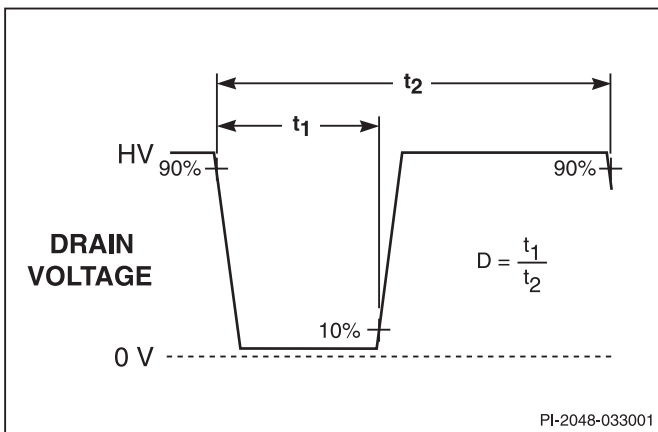 t2
t1
HV
90%
90%
DRAIN
VOLTAGE
D = t1
t2
10%
0 V
PI-2048-033001